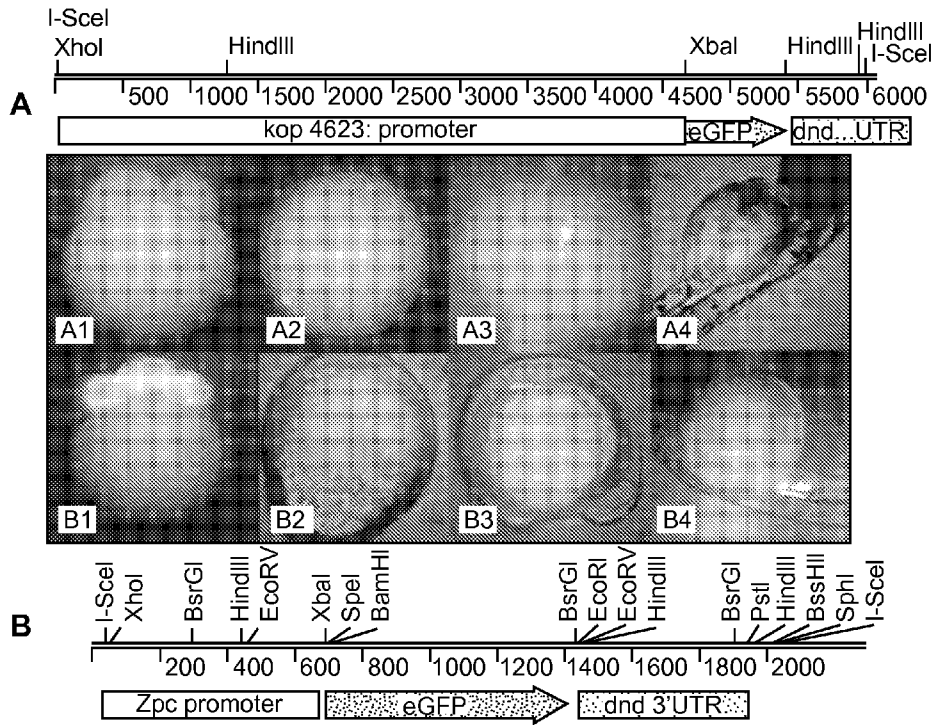 I-SceI
XhoI
HindIII
XbaI
HindIII
HindIII
I-SceI
A
500 1000 1500 2000 2500 3000 3500 4000 4500 5000 5500 6000
kop 4623: promoter
eGFP
dnd...UTR
A1
A2
A3
A4
B1
B2
B3
B4
I-SceI
XhoI
BsrGI
HindIII
EcoRV
XbaI
SpeI
BamHI
BsrGI
EcoRI
EcoRV
HindIII
BsrGI
PstI
HindIII
BssHII
SphI
I-SceI
B
200 400 600 800 1000 1200 1400 1600 1800 2000
Zpc promoter
eGFP
dnd 3'UTR